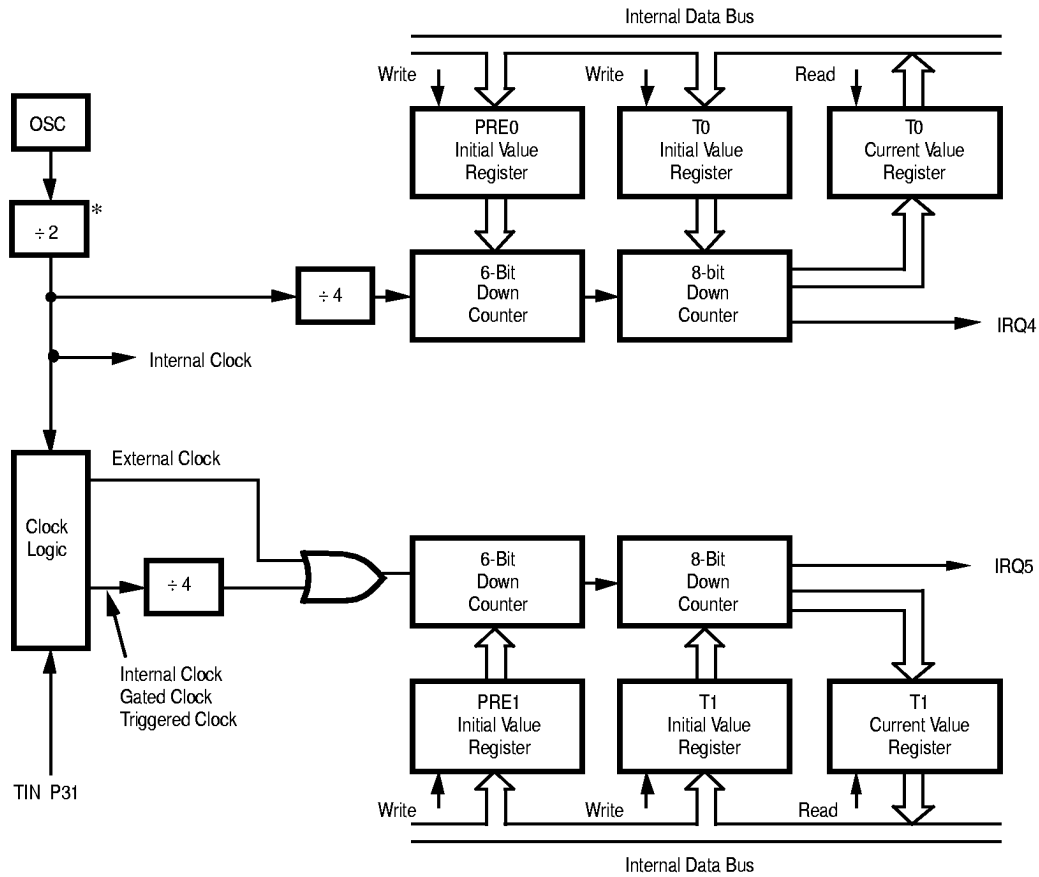 Internal Data Bus
Write
Write
Read
OSC
PRE0
Initial Value
Register
T0
Initial Value
Register
T0
Current Value
Register
÷ 2
*
÷ 4
6-Bit
Down
Counter
8-bit
Down
Counter
IRQ4
Internal Clock
External Clock
Clock
Logic
÷ 4
6-Bit
Down
Counter
8-Bit
Down
Counter
IRQ5
Internal Clock
Gated Clock
Triggered Clock
PRE1
Initial Value
Register
T1
Initial Value
Register
T1
Current Value
Register
TIN P31
Write
Write
Read
Internal Data Bus